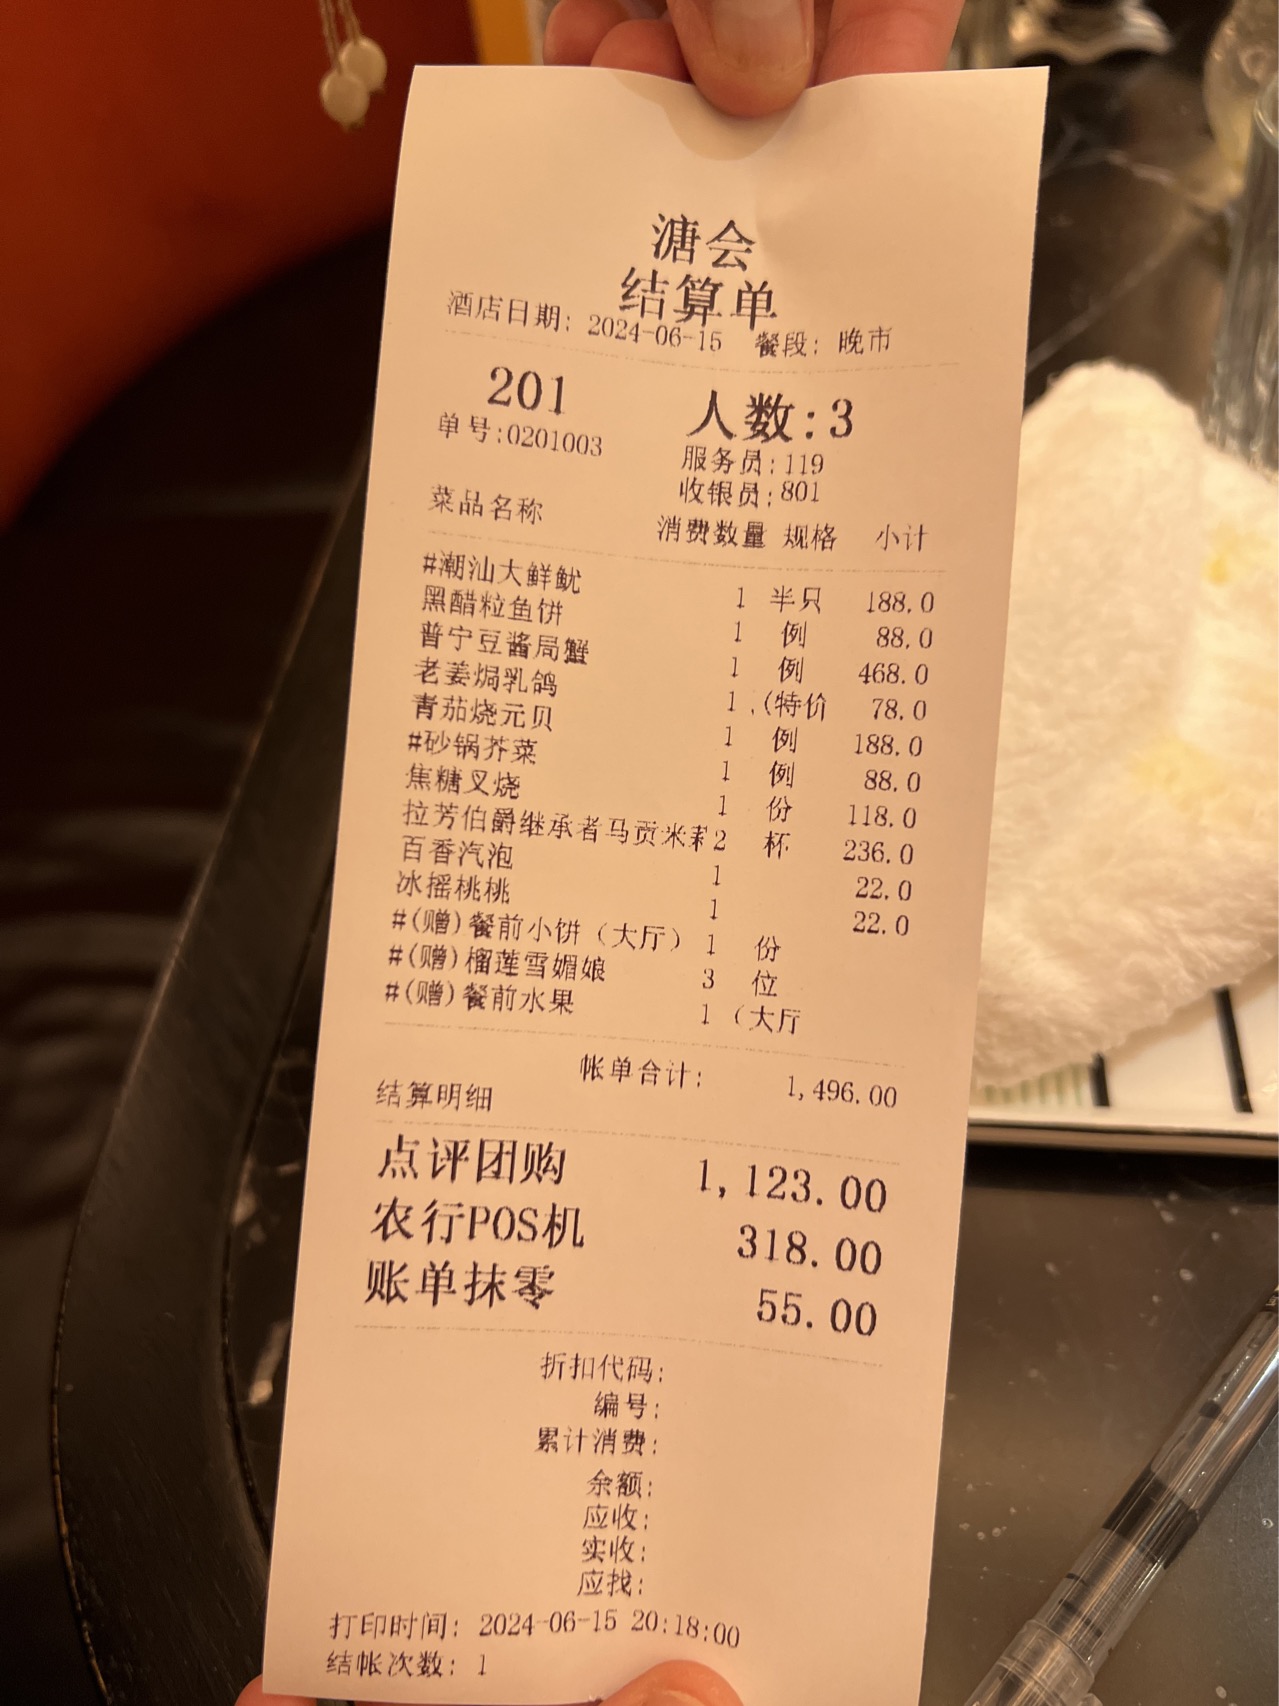 溏会
结算单
酒店日期: 2024-06-15 餐段: 晚市
201 人数:3
单号:0201003 服务员:119
收银员:801
菜品名称 消费数量 规格 小计
#潮汕大鲜鱿 1 半只 188.0
黑醋粒鱼饼 1 例 88.0
普宁豆酱局蟹 1 例 468.0
老姜焗乳鸽 1 .(特价 78.0
青茄烧元贝 1 例 188.0
#砂锅芥菜 1 例 88.0
焦糖叉烧 1 份 118.0
拉芳伯爵继承者马贡米 2 杯 236.0
百香汽泡 1 22.0
冰摇桃桃 1 22.0
#(赠)餐前小饼（大厅） 1 份
#(赠)榴莲雪媚娘 3 位
#(赠)餐前水果 1 （大厅
帐单合计: 1,496.00
结算明细
点评团购 1,123.00
农行POS机 318.00
账单抹零 55.00
折扣代码:
编号:
累计消费:
余额:
应收:
实收:
应找:
打印时间: 2024-06-15 20:18:00
结帐次数: 1